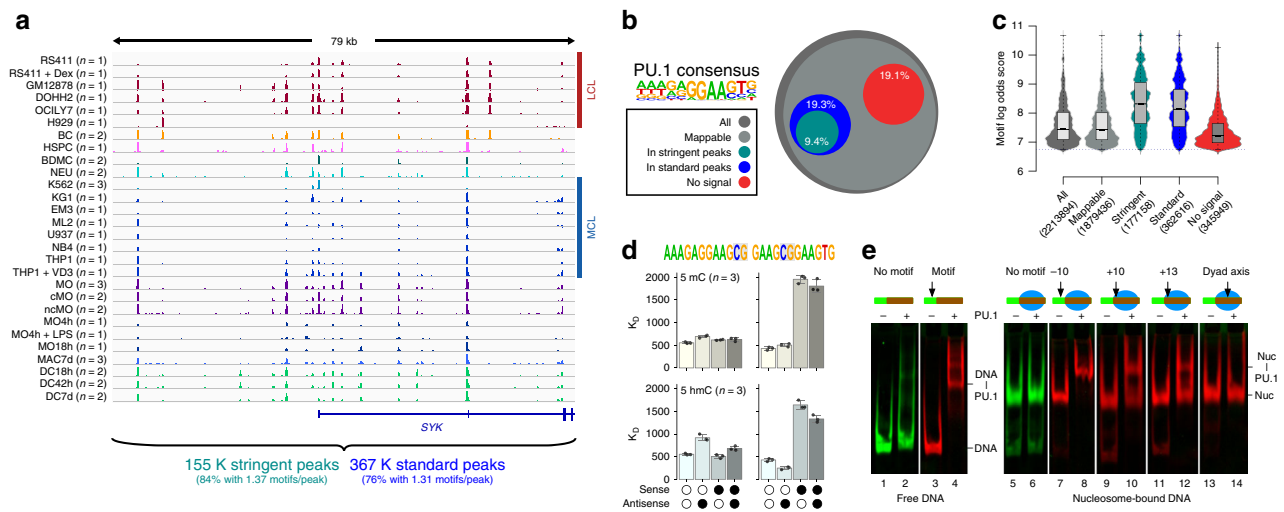 a
79 kb
RS411 (n = 1)
RS411 + Dex (n = 1)
GM12878 (n = 1)
DOHH2 (n = 1)
OCILY7 (n = 1)
H929 (n = 1)
BC (n = 2)
HSPC (n = 1)
BDMC (n = 2)
NEU (n = 2)
K562 (n = 3)
KG1 (n = 1)
EM3 (n = 1)
ML2 (n = 1)
U937 (n = 1)
NB4 (n = 1)
THP1 (n = 1)
THP1 + VD3 (n = 1)
MO (n = 3)
cMO (n = 2)
ncMO (n = 2)
MO4h (n = 1)
MO4h + LPS (n = 1)
MO18h (n = 1)
MAC7d (n = 3)
DC18h (n = 2)
DC42h (n = 2)
DC7d (n = 2)
LCL
MCL
SYK
155 K stringent peaks 367 K standard peaks
(84% with 1.37 motifs/peak) (76% with 1.31 motifs/peak)
b
PU.1 consensus
All
Mappable
In stringent peaks
In standard peaks
No signal
19.1%
19.3%
9.4%
c
Motif log odds score
11
10
9
8
7
6
All
(2213894)
Mappable
(1879436)
Stringent
(177158)
Standard
(362616)
No signal
(345949)
d
AAAGAGGAAGCG GAAGCGGAAGTG
5 mC (n = 3)
KD
2000
1500
1000
500
0
5 hmC (n = 3)
KD
2000
1500
1000
500
0
Sense
Antisense
e
No motif Motif No motif −10 +10 +13 Dyad axis
PU.1 − + − + − + − + − + − + − +
DNA
PU.1
DNA
Nuc
PU.1
Nuc
1 2 3 4 5 6 7 8 9 10 11 12 13 14
Free DNA Nucleosome-bound DNA